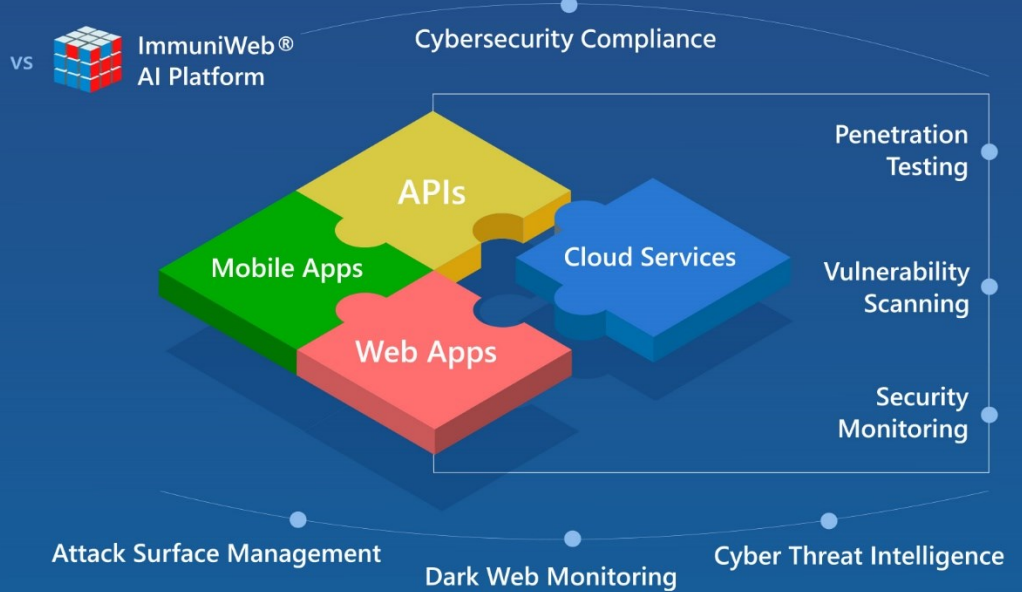 vs
ImmuniWeb®
AI Platform
Cybersecurity Compliance
Penetration
Testing
APIs
Mobile Apps
Cloud Services
Vulnerability
Scanning
Web Apps
Security
Monitoring
Attack Surface Management
Dark Web Monitoring
Cyber Threat Intelligence